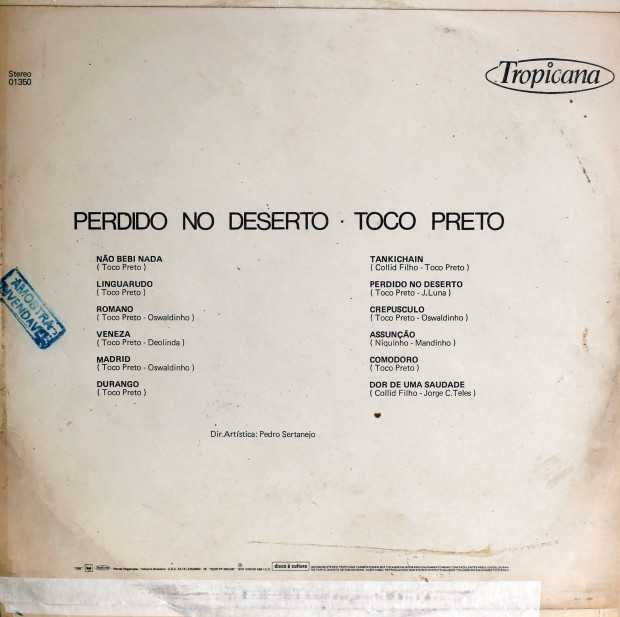 Stereo
01350
Tropicana
PERDIDO NO DESERTO · TOCO PRETO
NÃO BEBI NADA
( Toco Preto )
LINGUARUDO
( Toco Preto )
ROMANO
( Toco Preto - Oswaldinho )
VENEZA
( Toco Preto - Deolinda )
MADRID
( Toco Preto - Oswaldinho )
DURANGO
( Toco Preto )
TANKICHAIN
( Collid Filho - Toco Preto )
PERDIDO NO DESERTO
( Toco Preto - J.Luna )
CREPUSCULO
( Toco Preto - Oswaldinho )
ASSUNÇÃO
( Niquinho - Mandinho )
COMODORO
( Toco Preto )
DOR DE UMA SAUDADE
( Collid Filho - Jorge C.Teles )
AMOSTRA
INVENDAVEL
Dir.Artística: Pedro Sertanejo
disco é cultura